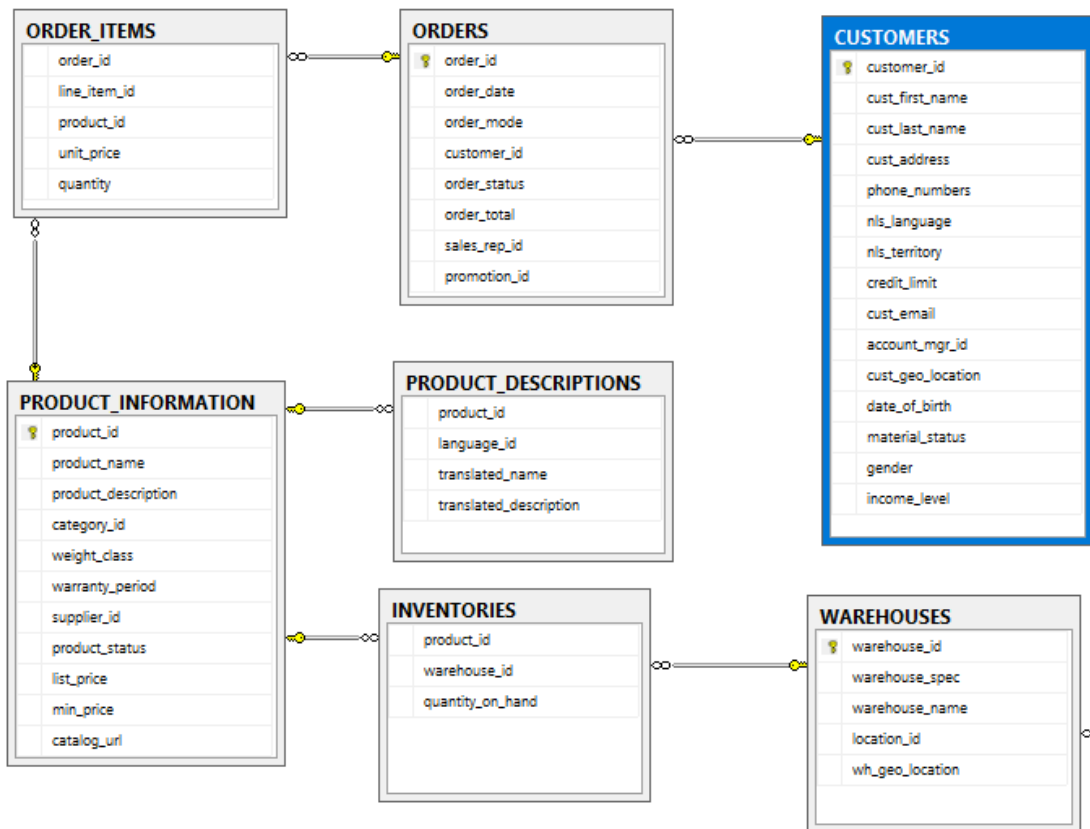 ORDER_ITEMS
order_id
line_item_id
product_id
unit_price
quantity
ORDERS
order_id
order_date
order_mode
customer_id
order_status
order_total
sales_rep_id
promotion_id
CUSTOMERS
customer_id
cust_first_name
cust_last_name
cust_address
phone_numbers
nls_language
nls_territory
credit_limit
cust_email
account_mgr_id
cust_geo_location
date_of_birth
material_status
gender
income_level
PRODUCT_INFORMATION
product_id
product_name
product_description
category_id
weight_class
warranty_period
supplier_id
product_status
list_price
min_price
catalog_url
PRODUCT_DESCRIPTIONS
product_id
language_id
translated_name
translated_description
INVENTORIES
product_id
warehouse_id
quantity_on_hand
WAREHOUSES
warehouse_id
warehouse_spec
warehouse_name
location_id
wh_geo_location